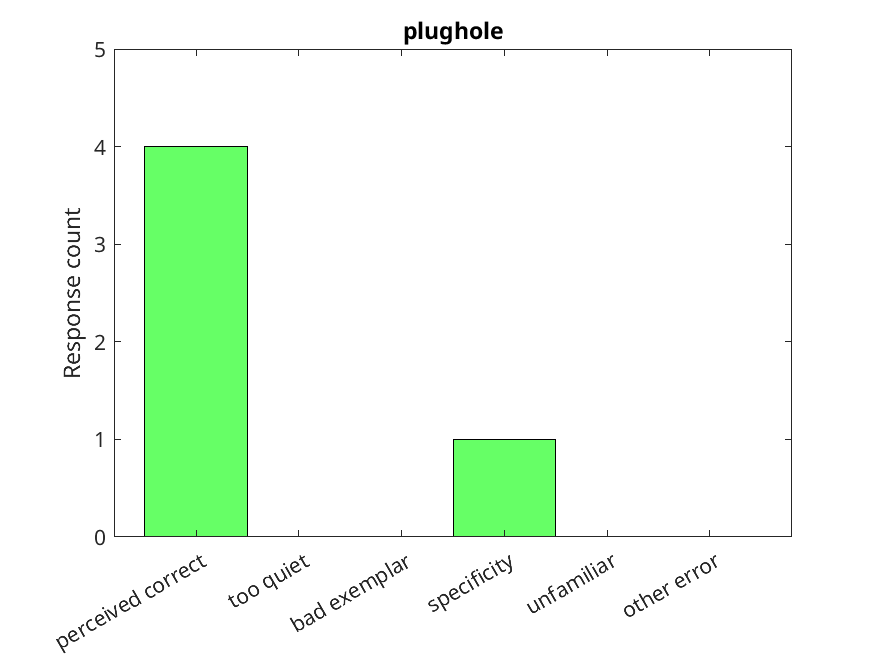 plughole
5
4
3
2
1
0
Response count
perceived correct
too quiet
bad exemplar
specificity
unfamiliar
other error